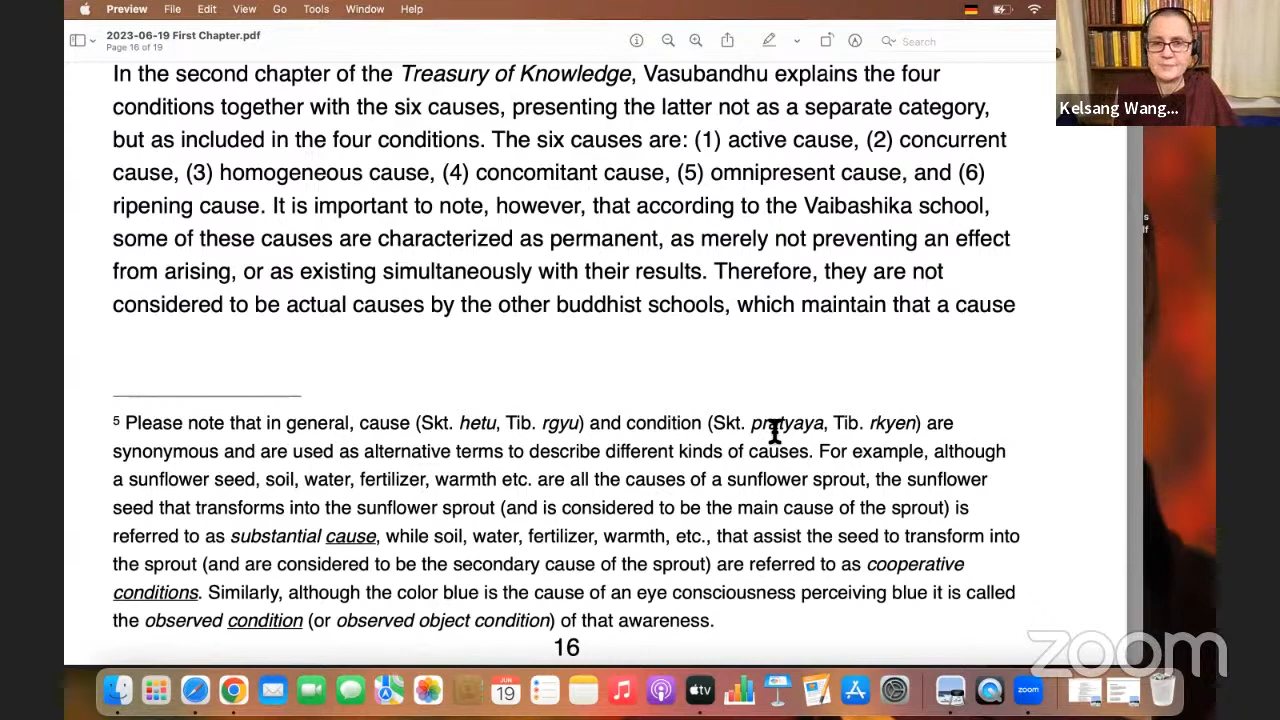 Preview File Edit View Go Tools Window Help
2023-06-19 First Chapter.pdf
Page 16 of 19
Search
Kelsang Wang...
In the second chapter of the Treasury of Knowledge, Vasubandhu explains the four
conditions together with the six causes, presenting the latter not as a separate category,
but as included in the four conditions. The six causes are: (1) active cause, (2) concurrent
cause, (3) homogeneous cause, (4) concomitant cause, (5) omnipresent cause, and (6)
ripening cause. It is important to note, however, that according to the Vaibashika school,
some of these causes are characterized as permanent, as merely not preventing an effect
from arising, or as existing simultaneously with their results. Therefore, they are not
considered to be actual causes by the other buddhist schools, which maintain that a cause
5 Please note that in general, cause (Skt. hetu, Tib. rgyu) and condition (Skt. pratyaya, Tib. rkyen) are
synonymous and are used as alternative terms to describe different kinds of causes. For example, although
a sunflower seed, soil, water, fertilizer, warmth etc. are all the causes of a sunflower sprout, the sunflower
seed that transforms into the sunflower sprout (and is considered to be the main cause of the sprout) is
referred to as substantial cause, while soil, water, fertilizer, warmth, etc., that assist the seed to transform into
the sprout (and are considered to be the secondary cause of the sprout) are referred to as cooperative
conditions. Similarly, although the color blue is the cause of an eye consciousness perceiving blue it is called
the observed condition (or observed object condition) of that awareness.
16
zoom
JUN
19
tv
zoom